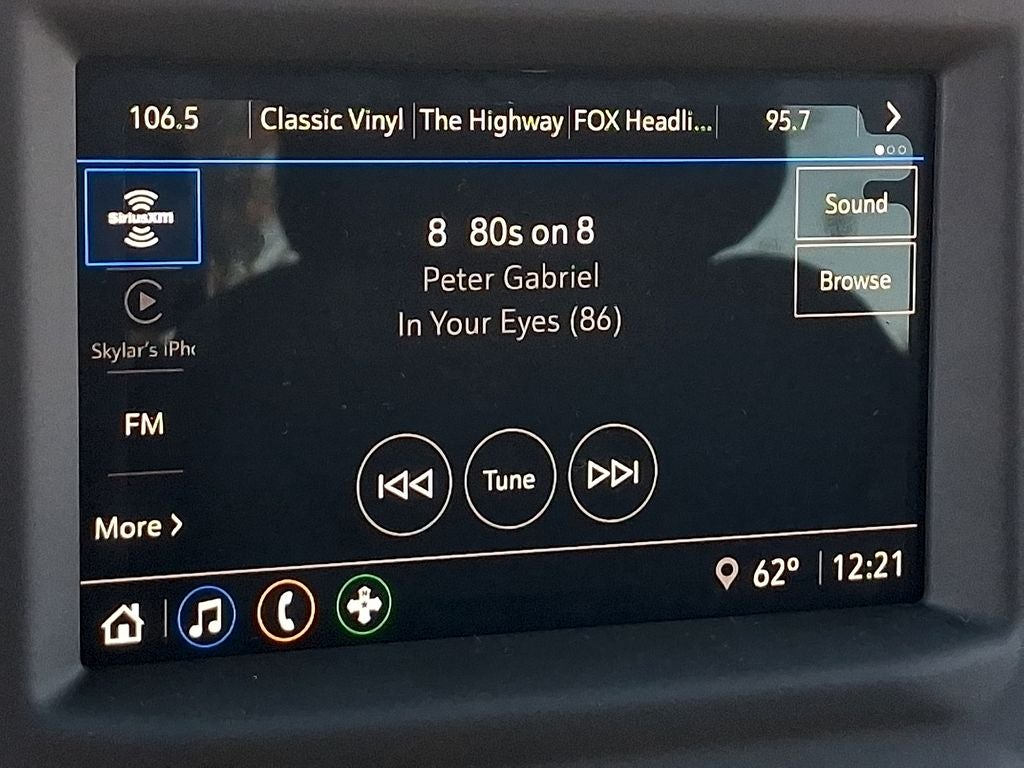 106.5 Classic Vinyl The Highway FOX Headli... 95.7
SiriusXM
8 80s on 8
Sound
Peter Gabriel
Browse
In Your Eyes (86)
Skylar's iPho
FM
Tune
More
62° 12:21